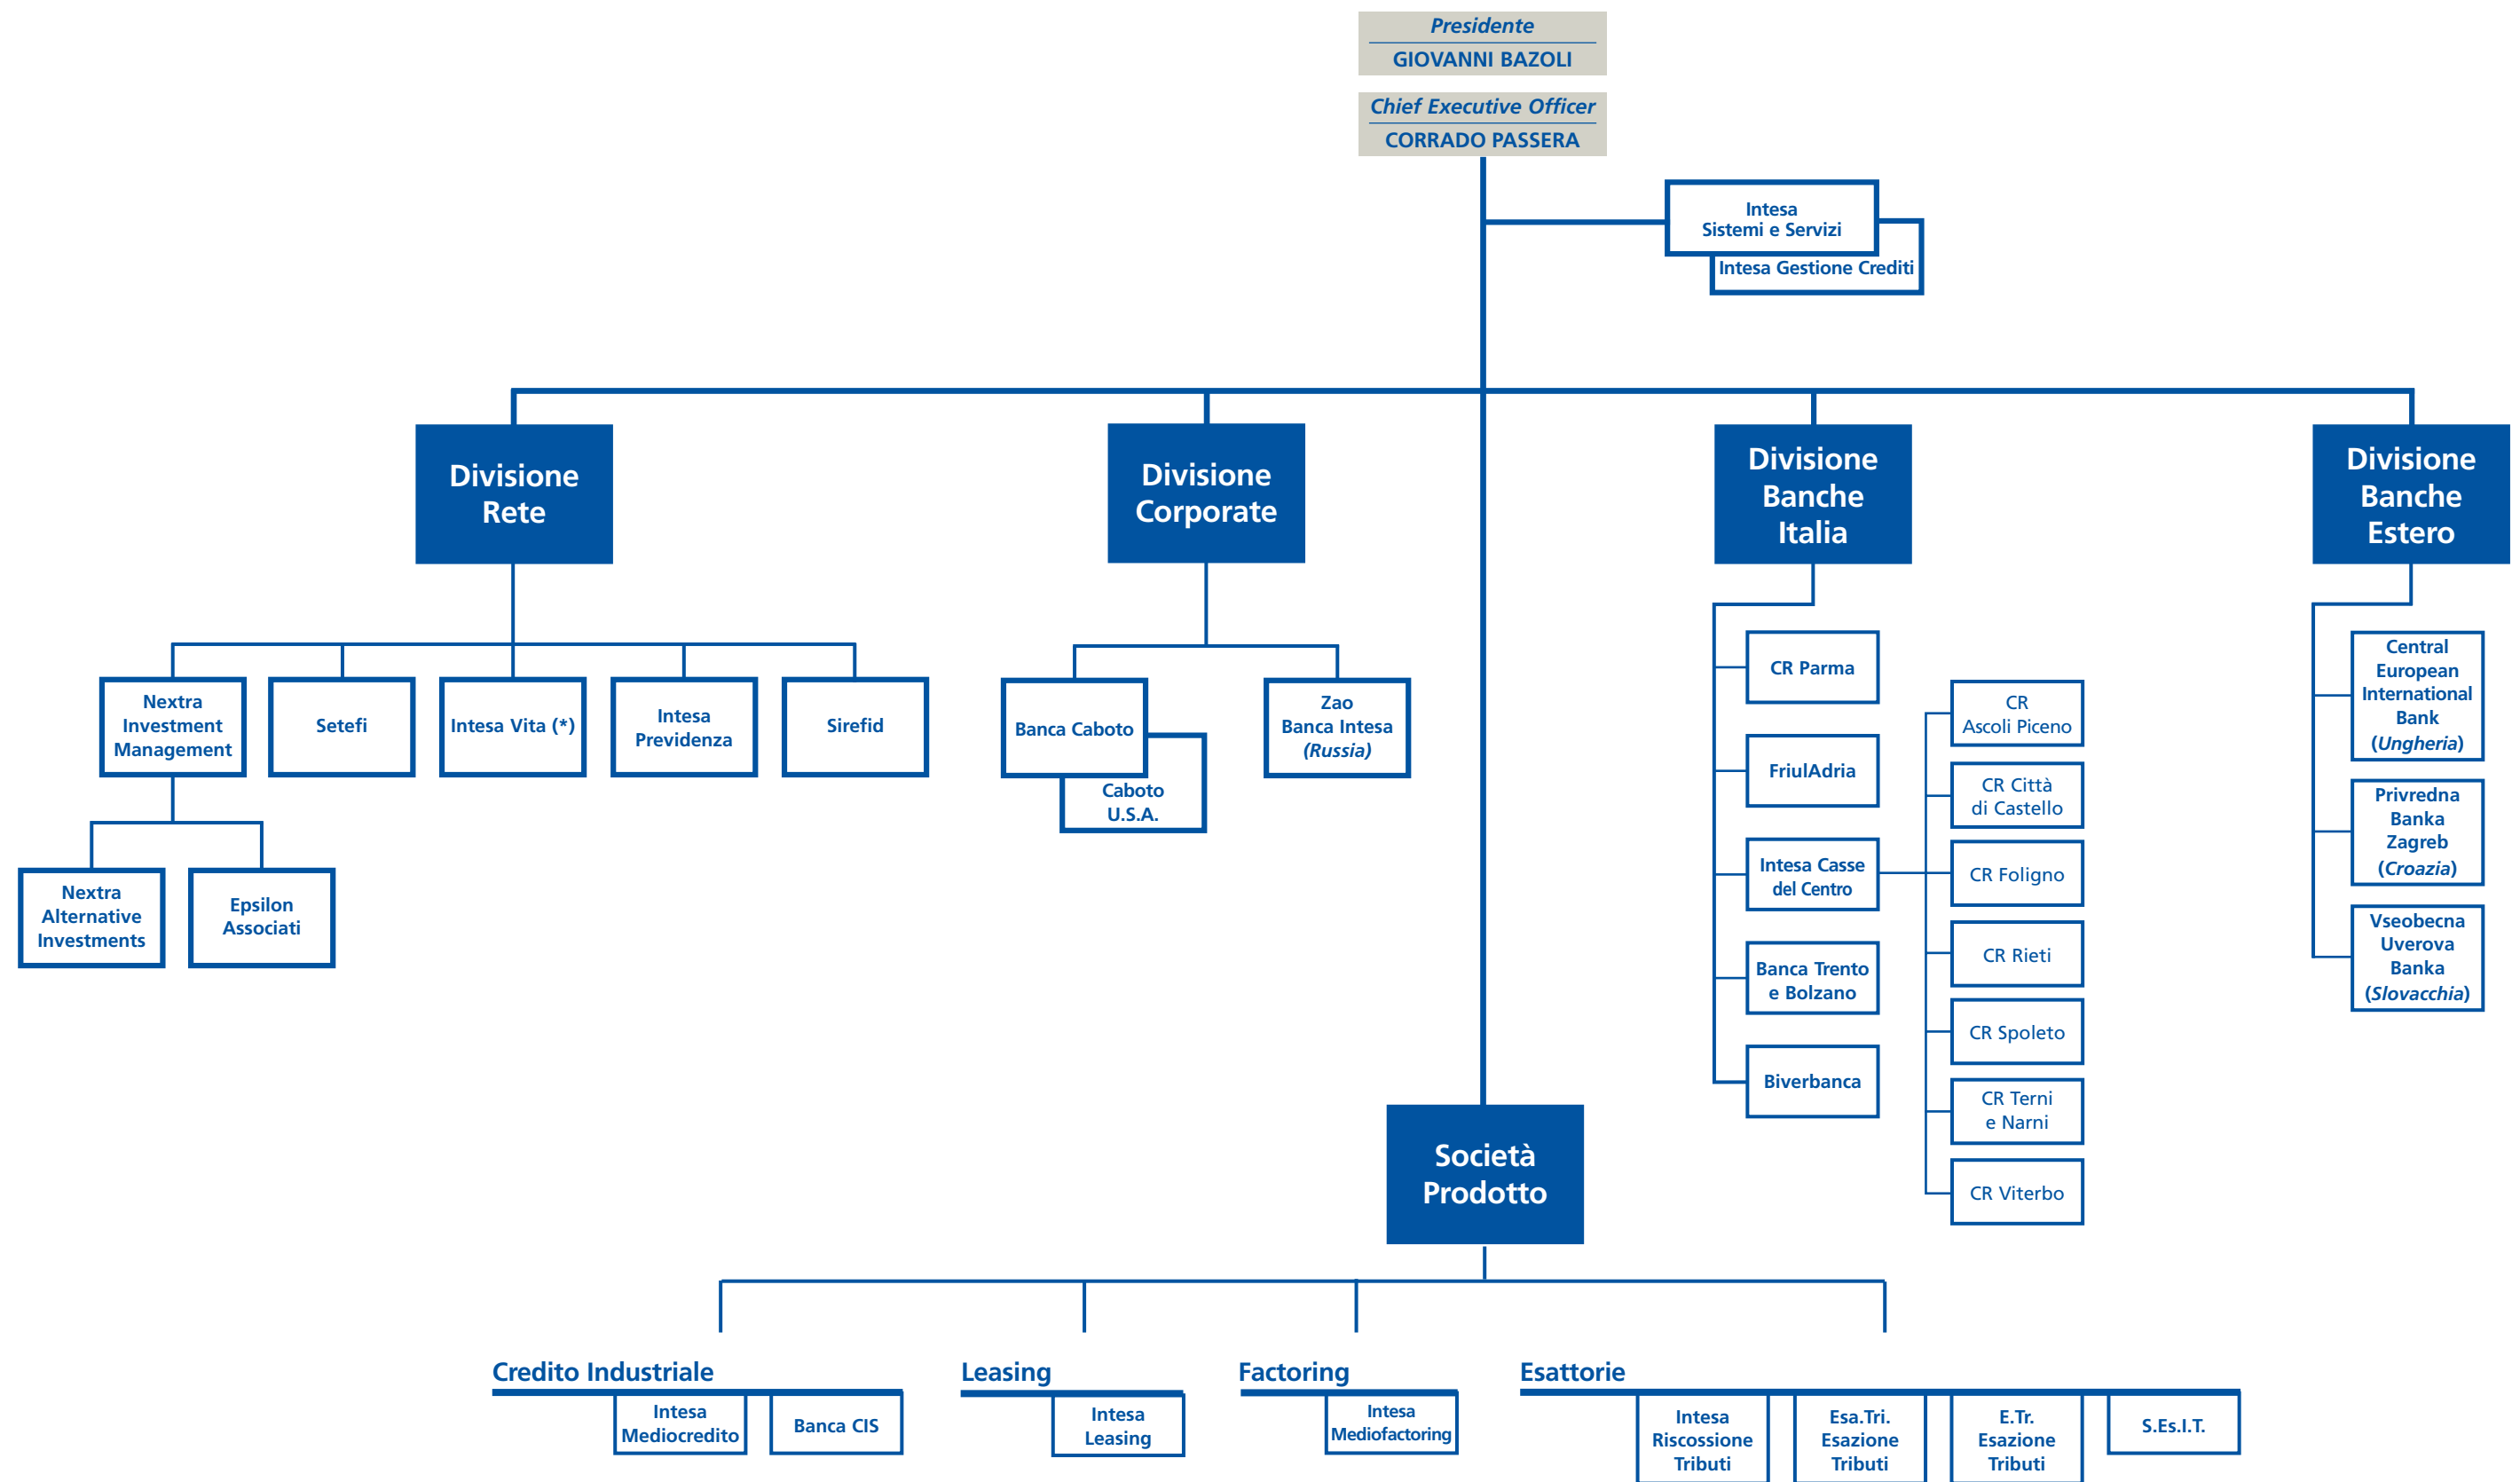 Presidente
GIOVANNI BAZOLI
Chief Executive Officer
CORRADO PASSERA
Intesa
Sistemi e Servizi
Intesa Gestione Crediti
Divisione
Rete
Divisione
Corporate
Divisione
Banche
Italia
Divisione
Banche
Estero
Nextra
Investment
Management
Setefi
Intesa Vita (*)
Intesa
Previdenza
Sirefid
Nextra
Alternative
Investments
Epsilon
Associati
Banca Caboto
Caboto
U.S.A.
Zao
Banca Intesa
(Russia)
CR Parma
FriulAdria
Intesa Casse
del Centro
Banca Trento
e Bolzano
Biverbanca
CR
Ascoli Piceno
CR Città
di Castello
CR Foligno
CR Rieti
CR Spoleto
CR Terni
e Narni
CR Viterbo
Central
European
International
Bank
(Ungheria)
Privredna
Banka
Zagreb
(Croazia)
Vseobecna
Uverova
Banka
(Slovacchia)
Società
Prodotto
Credito Industriale
Intesa
Mediocredito
Banca CIS
Leasing
Intesa
Leasing
Factoring
Intesa
Mediofactoring
Esattorie
Intesa
Riscossione
Tributi
Esa.Tri.
Esazione
Tributi
E.Tr.
Esazione
Tributi
S.Es.I.T.